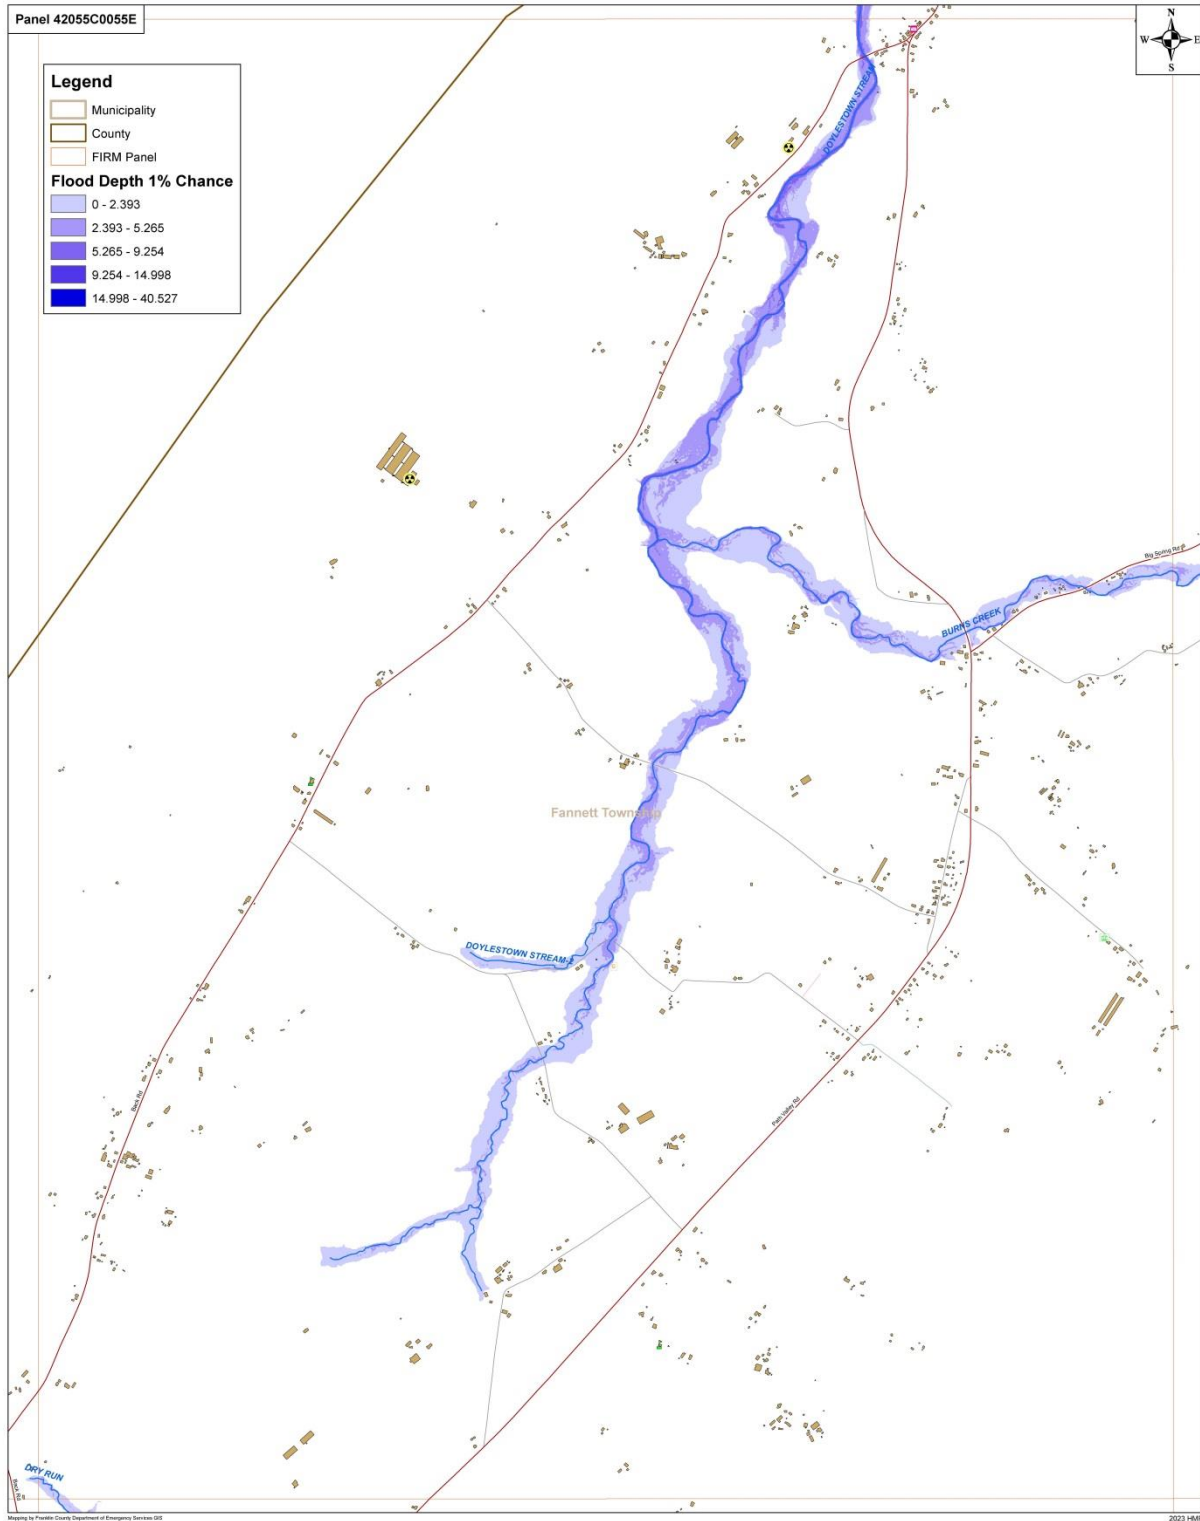 Panel 42055C0055E
N
W E
S
Legend
Municipality
County
FIRM Panel
Flood Depth 1% Chance
0 - 2.393
2.393 - 5.265
5.265 - 9.254
9.254 - 14.998
14.998 - 40.527
DOYLESTOWN STREAM
Big Spring Rd
BURNS CREEK
Fannett Township
DOYLESTOWN STREAM-2
Back Rd
Path Valley Rd
DRY RUN
Back Rd
Mapping by Franklin County Department of Emergency Services GIS
2023 HMP